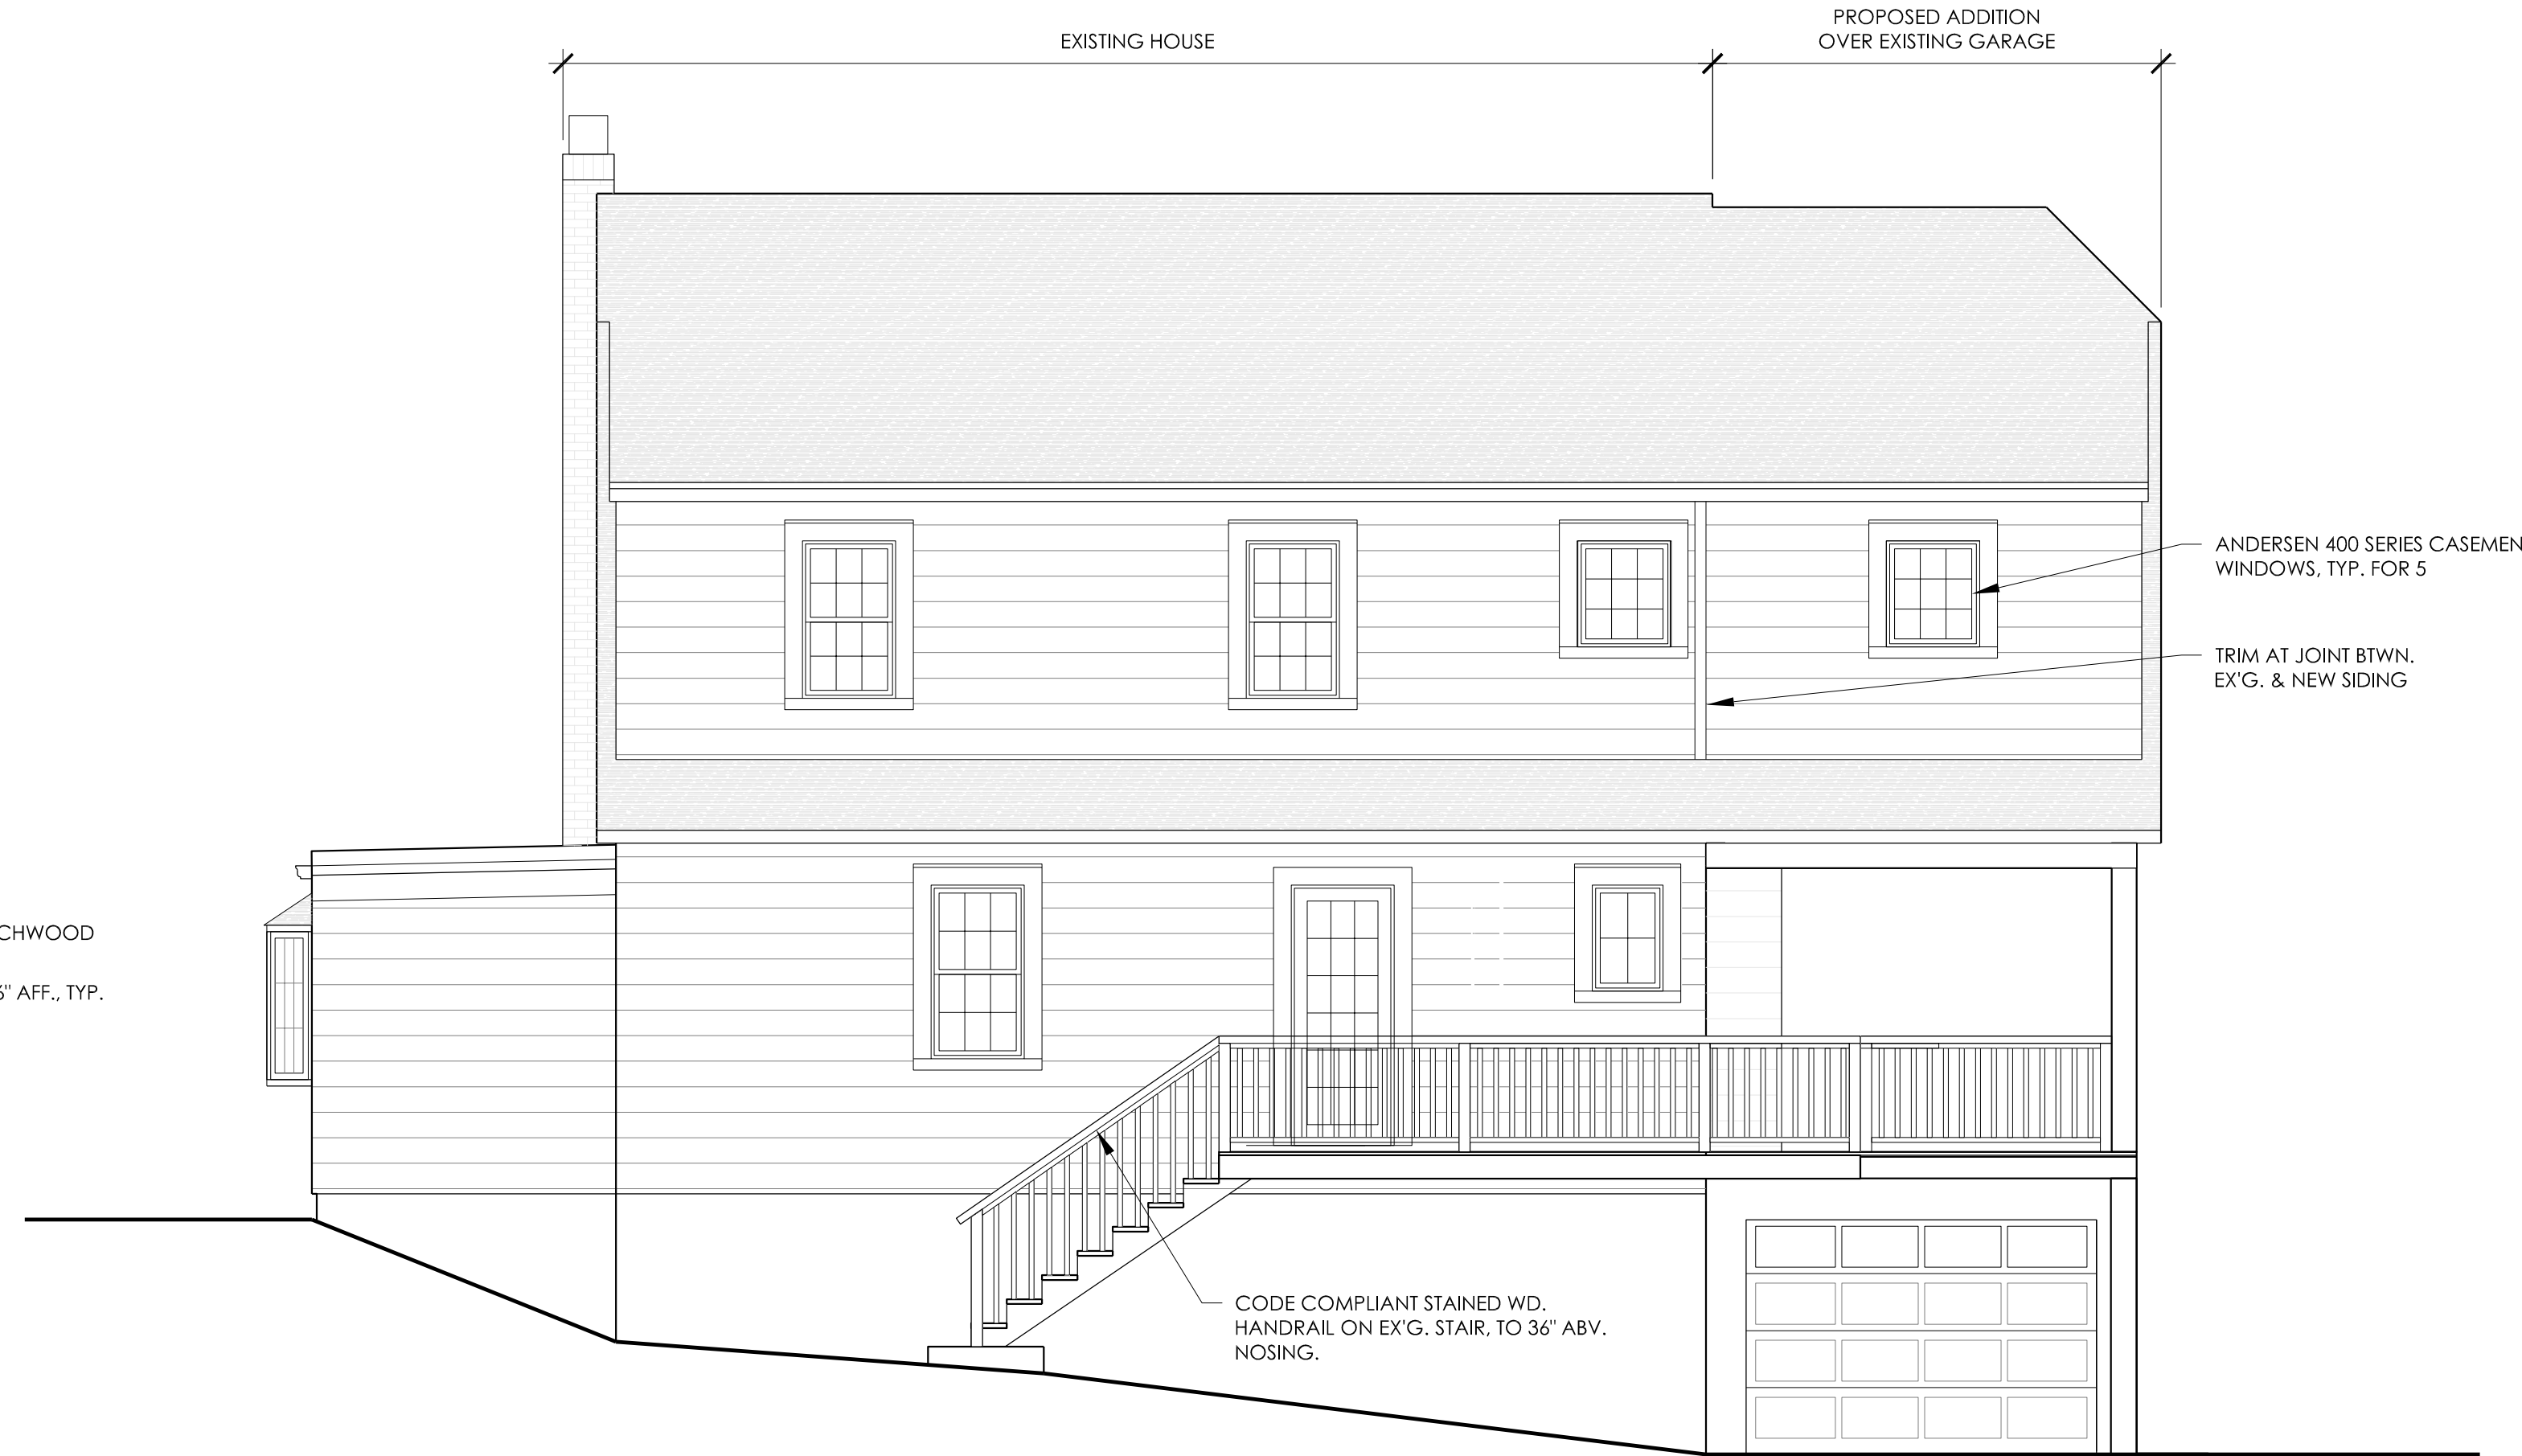 PROPOSED ADDITION
OVER EXISTING GARAGE
EXISTING HOUSE
ANDERSEN 400 SERIES CASEMEN
WINDOWS, TYP. FOR 5
TRIM AT JOINT BTWN.
EX'G. & NEW SIDING
CHWOOD
6" AFF., TYP.
CODE COMPLIANT STAINED WD.
HANDRAIL ON EX'G. STAIR, TO 36" ABV.
NOSING.